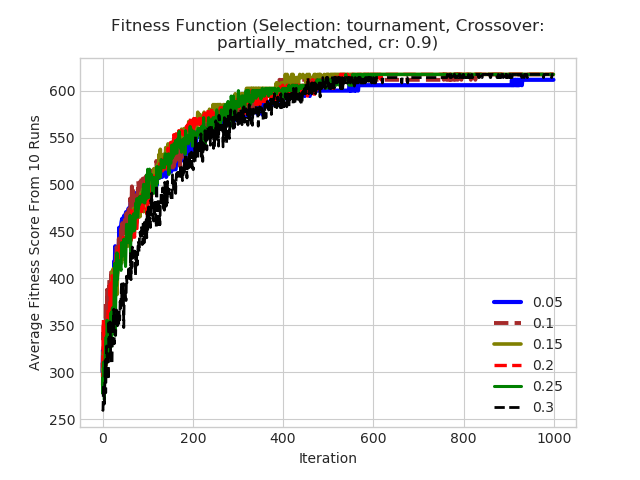 Fitness Function (Selection: tournament, Crossover:
partially_matched, cr: 0.9)
Average Fitness Score From 10 Runs
600
550
500
450
400
350
300
250
0.05
0.1
0.15
0.2
0.25
0.3
0 200 400 600 800 1000
Iteration